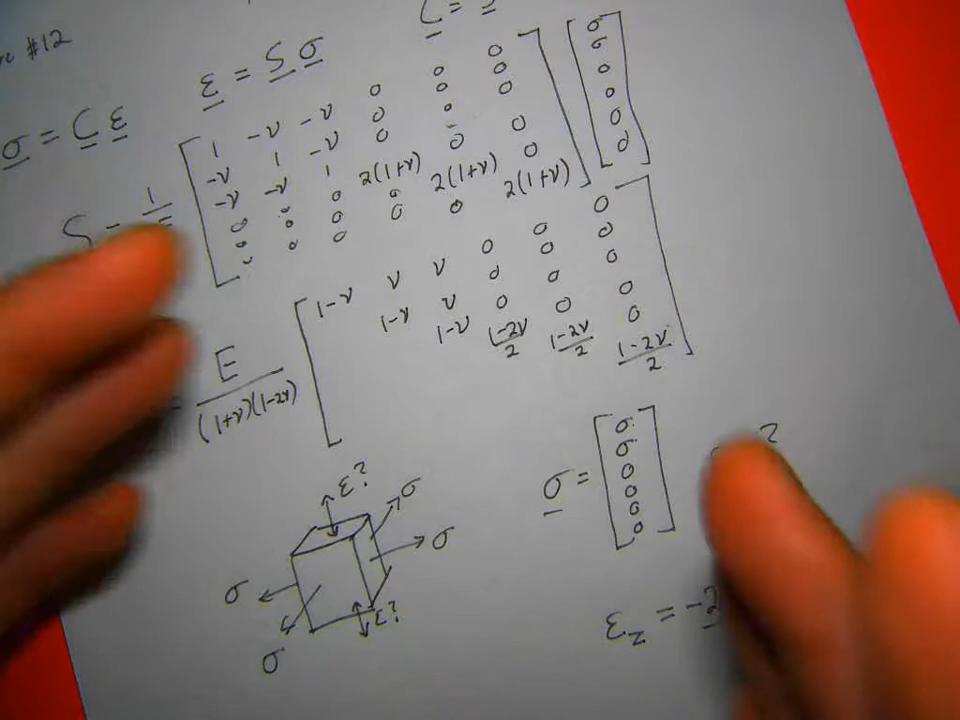 #12
C =
ε = S σ
σ = C ε
1 -ν -ν 0 0 0 σ
-ν 1 -ν 0 0 0 σ
-ν -ν 1 0 0 0
0 0 0 2(1+ν) 0 0 0
0 0 0 0 2(1+ν) 0 0
0 0 0 0 0 2(1+ν) 0
S = 1
1-ν ν ν 0 0 0
1-ν ν 0 0 0
1-ν 0 0 0
1-2ν/2 0 0
1-2ν/2 0
1-2ν/2
E
(1+ν)(1-2ν)
σ =
σ
σ
0
0
0
0
ε?
σ
σ
σ
σ
ε?
ε_z = -2